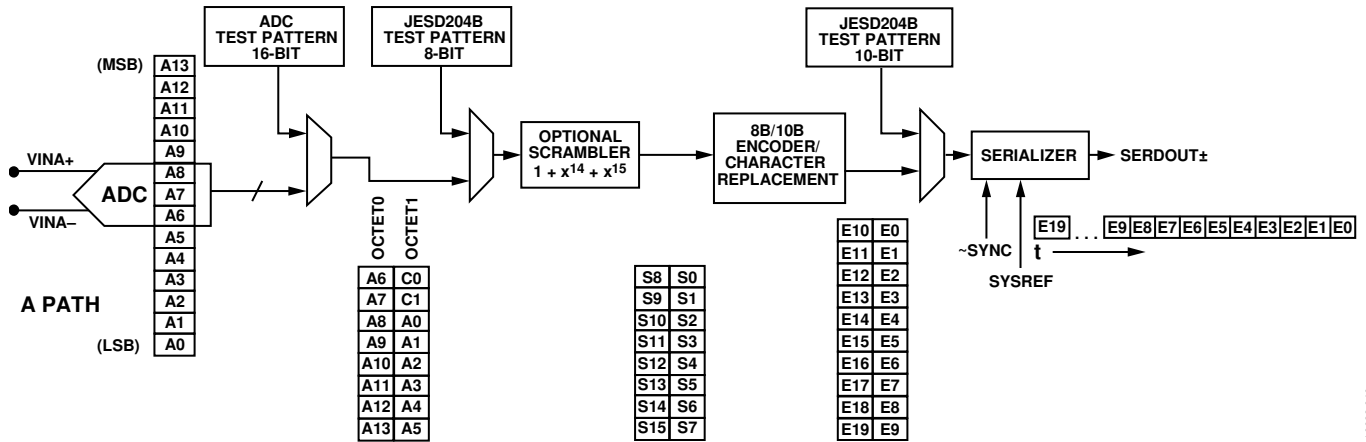 ADC
TEST PATTERN
16-BIT
JESD204B
TEST PATTERN
8-BIT
JESD204B
TEST PATTERN
10-BIT
(MSB)
A13
A12
A11
A10
A9
A8
A7
A6
A5
A4
A3
A2
A1
A0
(LSB)
VINA+
ADC
VINA–
A PATH
OPTIONAL
SCRAMBLER
1 + x14 + x15
8B/10B
ENCODER/
CHARACTER
REPLACEMENT
SERIALIZER
SERDOUT±
~SYNC
SYSREF
E19 . . . E9 E8 E7 E6 E5 E4 E3 E2 E1 E0
t
OCTET0 OCTET1
A6 C0
A7 C1
A8 A0
A9 A1
A10 A2
A11 A3
A12 A4
A13 A5
S8 S0
S9 S1
S10 S2
S11 S3
S12 S4
S13 S5
S14 S6
S15 S7
E10 E0
E11 E1
E12 E2
E13 E3
E14 E4
E15 E5
E16 E6
E17 E7
E18 E8
E19 E9